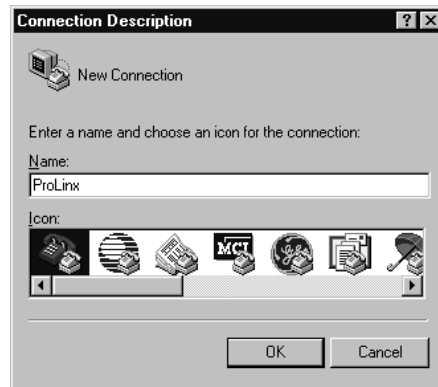 Connection Description
New Connection
Enter a name and choose an icon for the connection:
Name:
ProLinx
Icon:
MCI
OK
Cancel